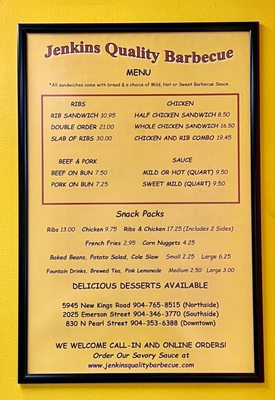 Jenkins Quality Barbecue
MENU
*All sandwiches come with bread & a choice of Mild, Hot or Sweet Barbecue Sauce
RIBS
RIB SANDWICH 10.95
DOUBLE ORDER 21.00
SLAB OF RIBS 30.00
CHICKEN
HALF CHICKEN SANDWICH 8.50
WHOLE CHICKEN SANDWICH 16.50
CHICKEN AND RIB COMBO 19.45
BEEF & PORK
BEEF ON BUN 7.50
PORK ON BUN 7.25
SAUCE
MILD OR HOT (QUART) 9.50
SWEET MILD (QUART) 9.50
Snack Packs
Ribs 13.00 Chicken 9.75 Ribs & Chicken 17.25 (Includes 2 Sides)
French Fries 2.95 Corn Nuggets 4.25
Baked Beans, Potato Salad, Cole Slaw Small 2.25 Large 6.25
Fountain Drinks, Brewed Tea, Pink Lemonade Medium 2.50 Large 3.00
DELICIOUS DESSERTS AVAILABLE
5945 New Kings Road 904-765-8515 (Northside)
2025 Emerson Street 904-346-3770 (Southside)
830 N Pearl Street 904-353-6388 (Downtown)
WE WELCOME CALL-IN AND ONLINE ORDERS!
Order Our Savory Sauce at
www.jenkinsqualitybarbecue.com